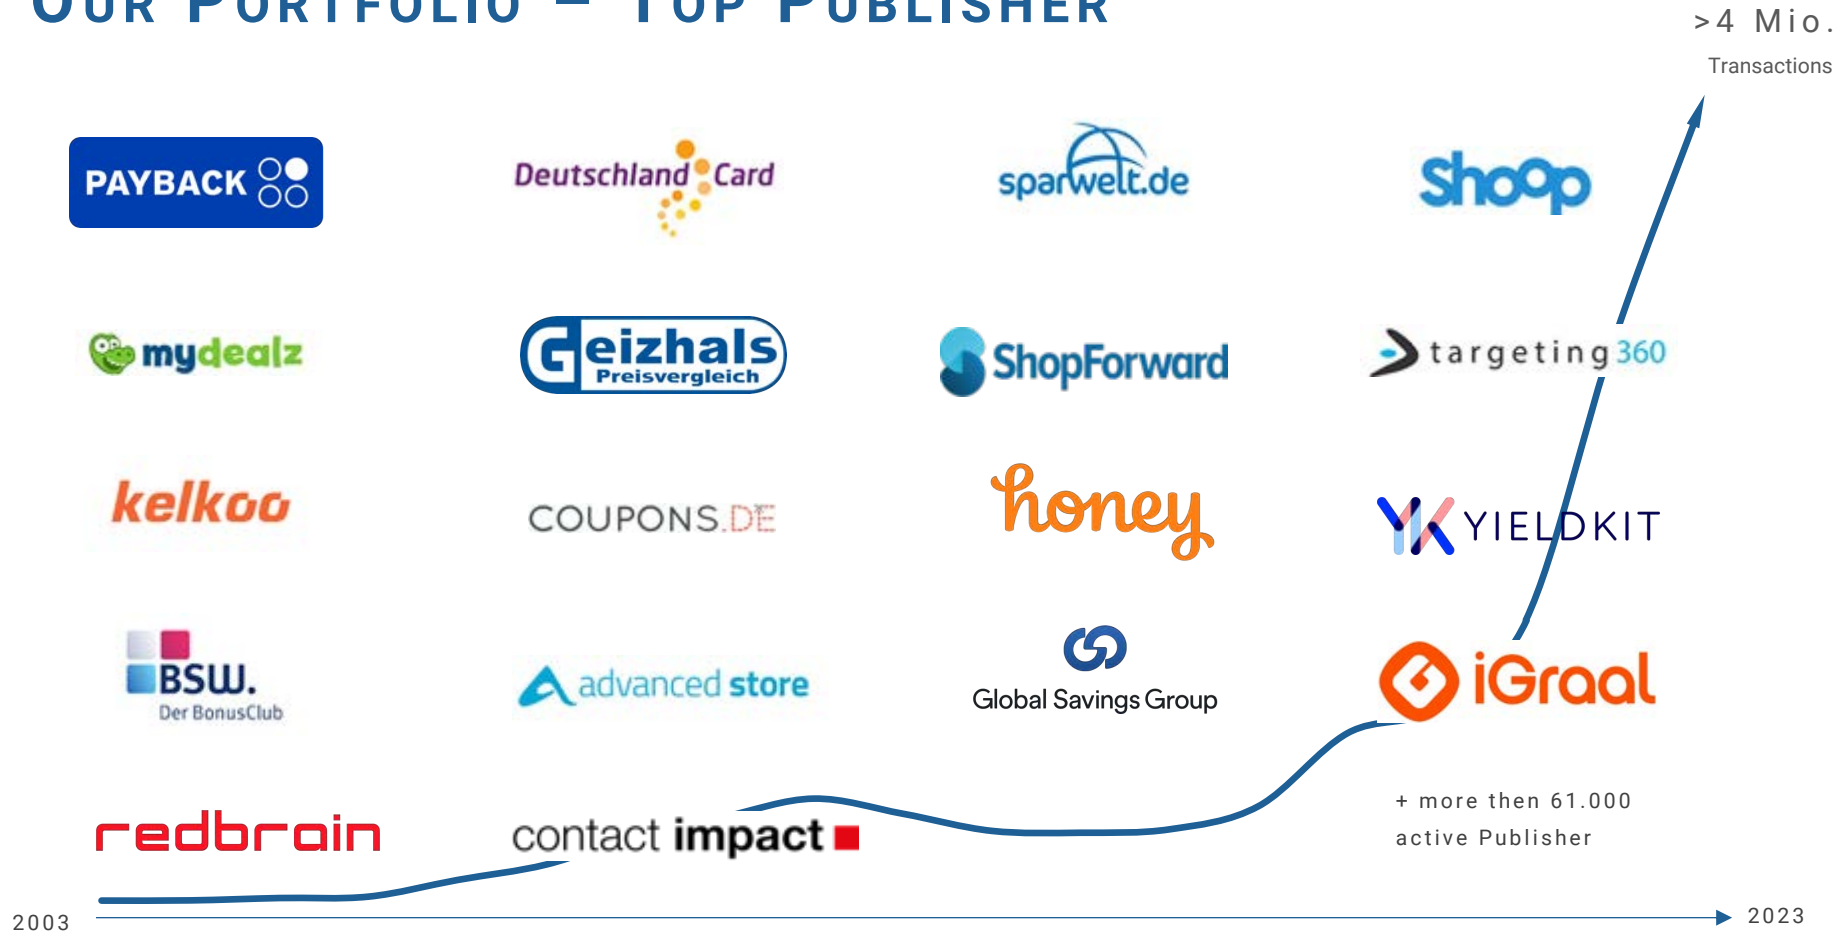 OUR PORTFOLIO – TOP PUBLISHER
>4 Mio.
Transactions
PAYBACK
Deutschland Card
sparwelt.de
shoop
mydealz
Geizhals
Preisvergleich
ShopForward
targeting360
kelkoo
COUPONS.DE
honey
YK YIELDKIT
BSW.
Der BonusClub
advanced store
Global Savings Group
iGraal
redbrain
contact impact
+ more then 61.000
active Publisher
2003
2023